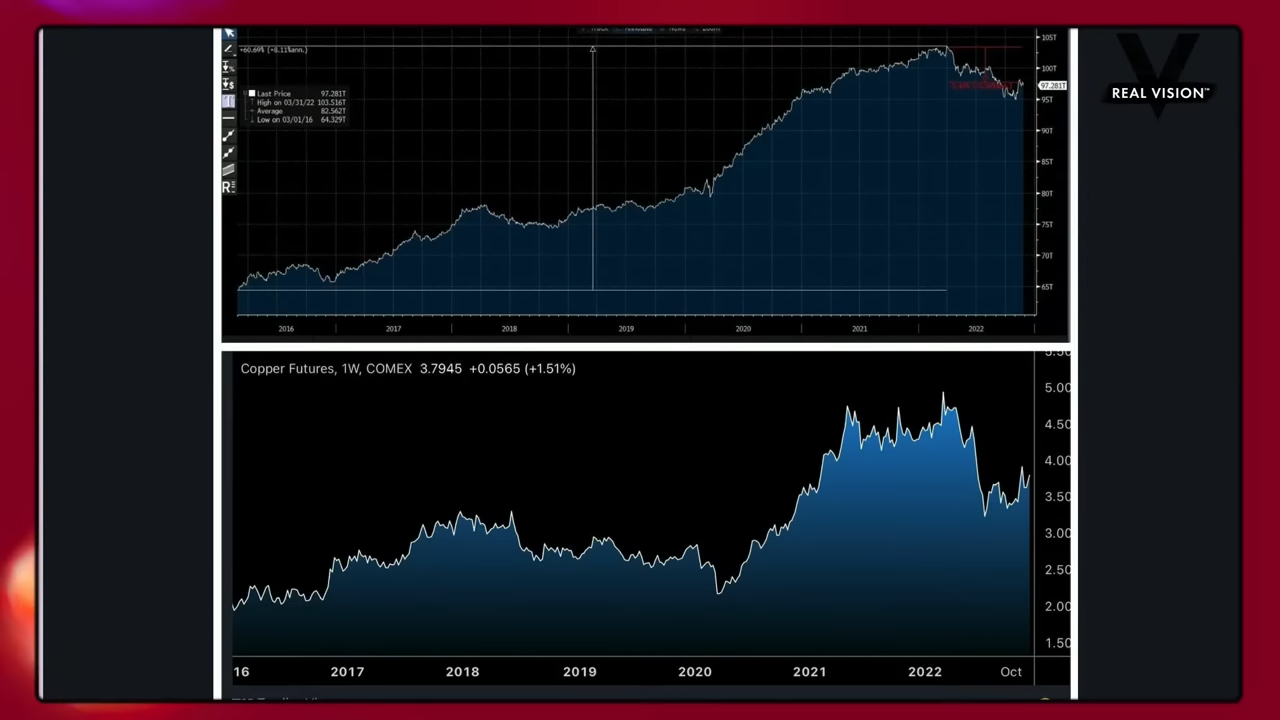 105T
+60.69% (+8.11%ann.)
REAL VISION™
100T
Last Price 97.281T
High on 03/31/22 103.516T
Average 82.562T
Low on 03/01/16 64.329T
97.281T
95T
90T
85T
80T
75T
70T
65T
R
2016 2017 2018 2019 2020 2021 2022
Copper Futures, 1W, COMEX 3.7945 +0.0565 (+1.51%)
5.50
5.00
4.50
4.00
3.50
3.00
2.50
2.00
1.50
16 2017 2018 2019 2020 2021 2022 Oct